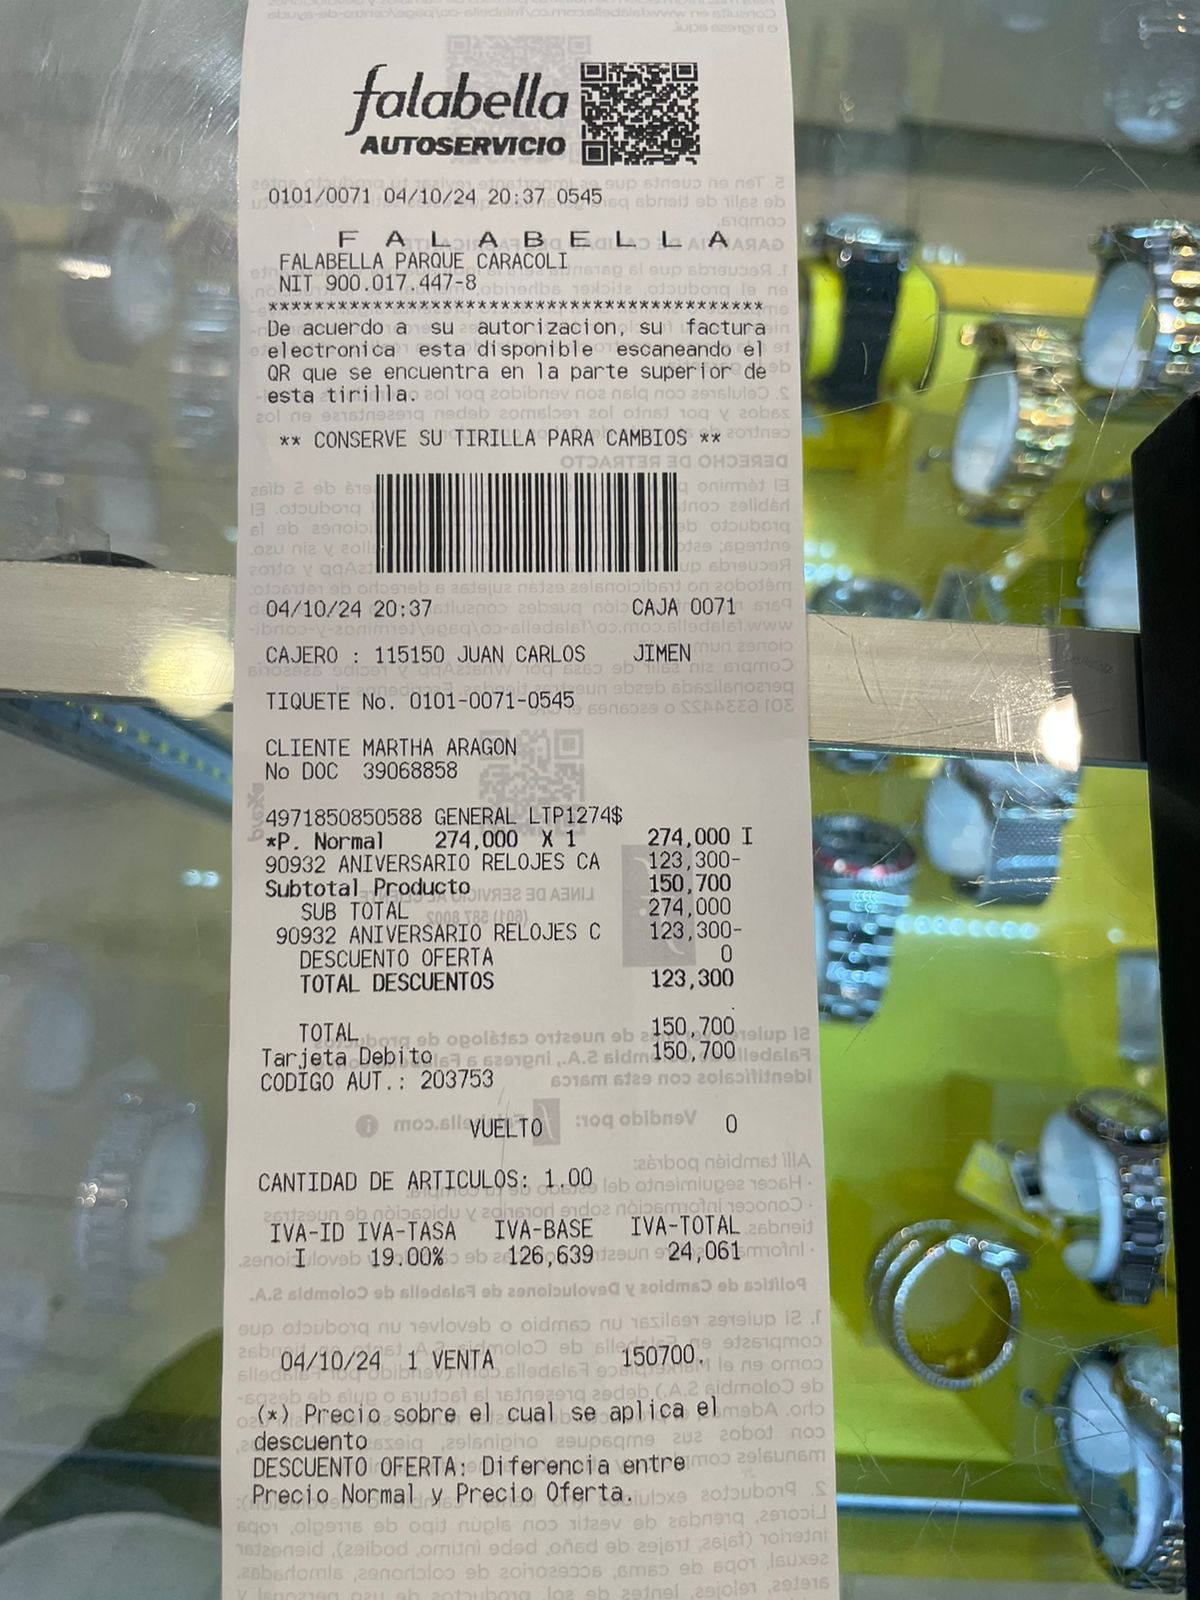 falabella
AUTOSERVICIO
0101/0071 04/10/24 20:37 0545
F A L A B E L L A
FALABELLA PARQUE CARACOLI
NIT 900.017.447-8
*******************************************
De acuerdo a su autorizacion, su factura
electronica esta disponible escaneando el
QR que se encuentra en la parte superior de
esta tirilla.
** CONSERVE SU TIRILLA PARA CAMBIOS **
04/10/24 20:37 CAJA 0071
CAJERO : 115150 JUAN CARLOS JIMEN
TIQUETE No. 0101-0071-0545
CLIENTE MARTHA ARAGON
No DOC 39068858
4971850850588 GENERAL LTP1274$
*P. Normal 274,000 X 1 274,000 I
90932 ANIVERSARIO RELOJES CA 123,300-
Subtotal Producto 150,700
SUB TOTAL 274,000
90932 ANIVERSARIO RELOJES C 123,300-
DESCUENTO OFERTA 0
TOTAL DESCUENTOS 123,300
TOTAL 150,700
Tarjeta Debito 150,700
CODIGO AUT.: 203753
VUELTO 0
CANTIDAD DE ARTICULOS: 1.00
IVA-ID IVA-TASA IVA-BASE IVA-TOTAL
I 19.00% 126,639 24,061
04/10/24 1 VENTA 150700.
(*) Precio sobre el cual se aplica el
descuento
DESCUENTO OFERTA: Diferencia entre
Precio Normal y Precio Oferta.